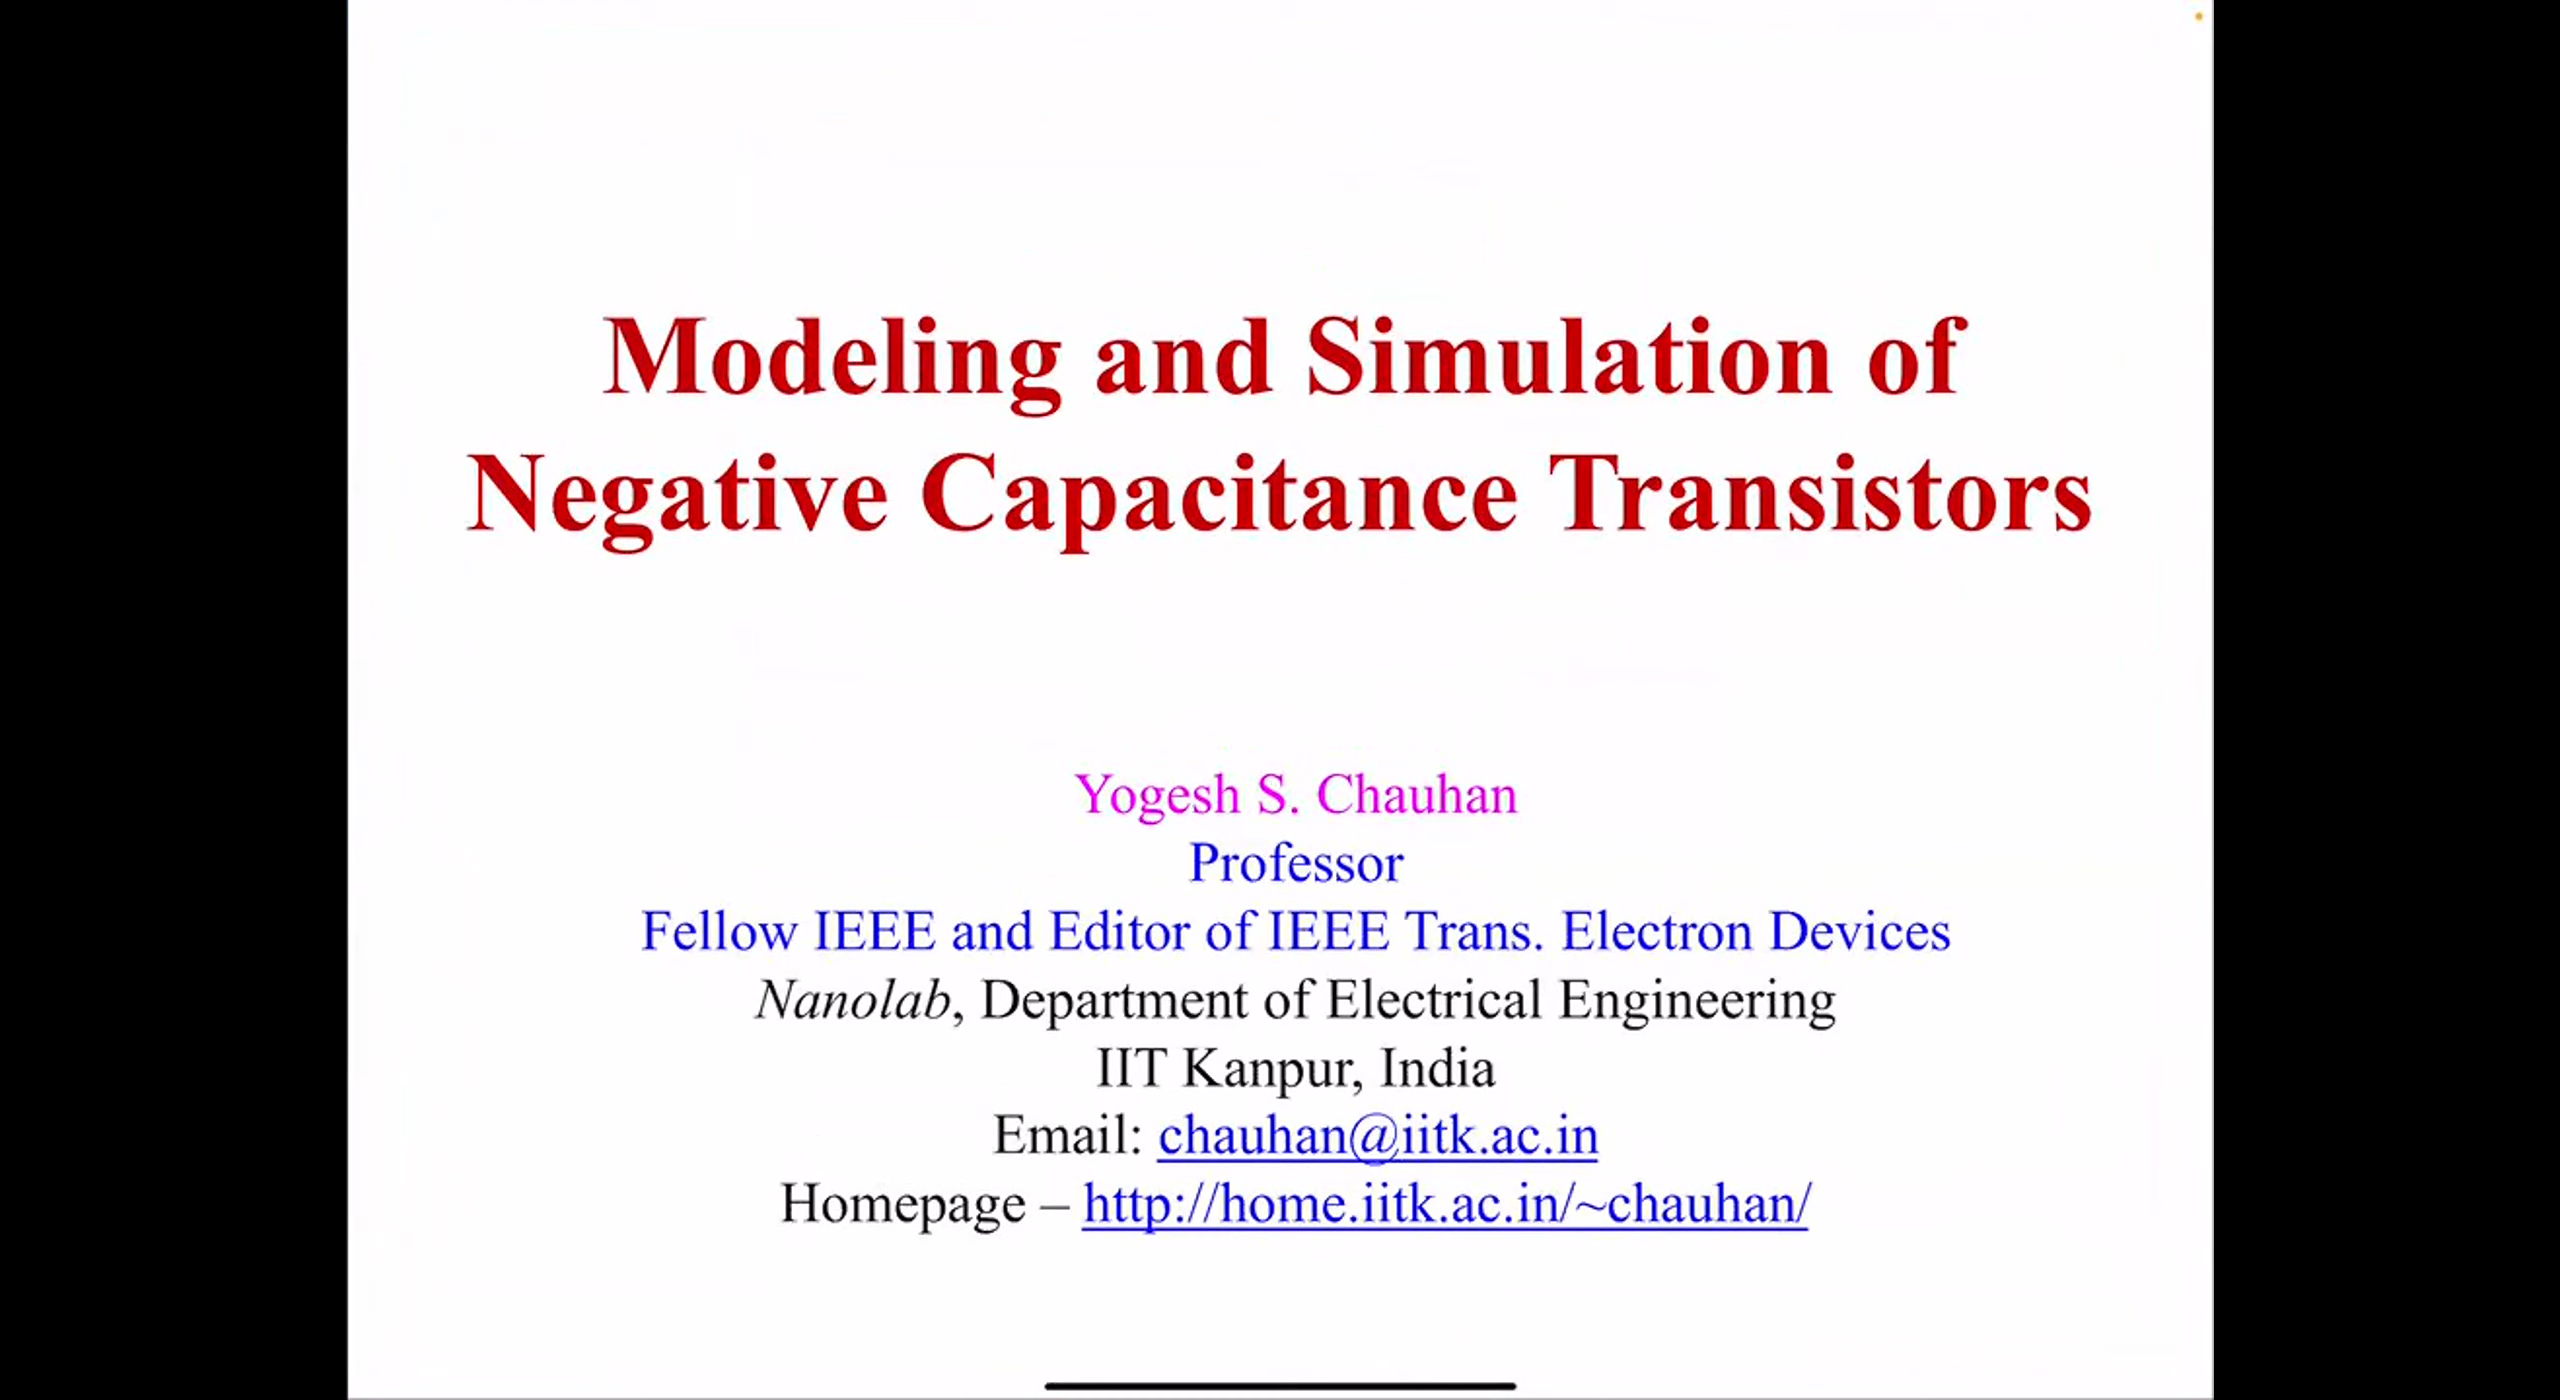 Modeling and Simulation of
Negative Capacitance Transistors
Yogesh S. Chauhan
Professor
Fellow IEEE and Editor of IEEE Trans. Electron Devices
Nanolab, Department of Electrical Engineering
IIT Kanpur, India
Email: chauhan@iitk.ac.in
Homepage – http://home.iitk.ac.in/~chauhan/